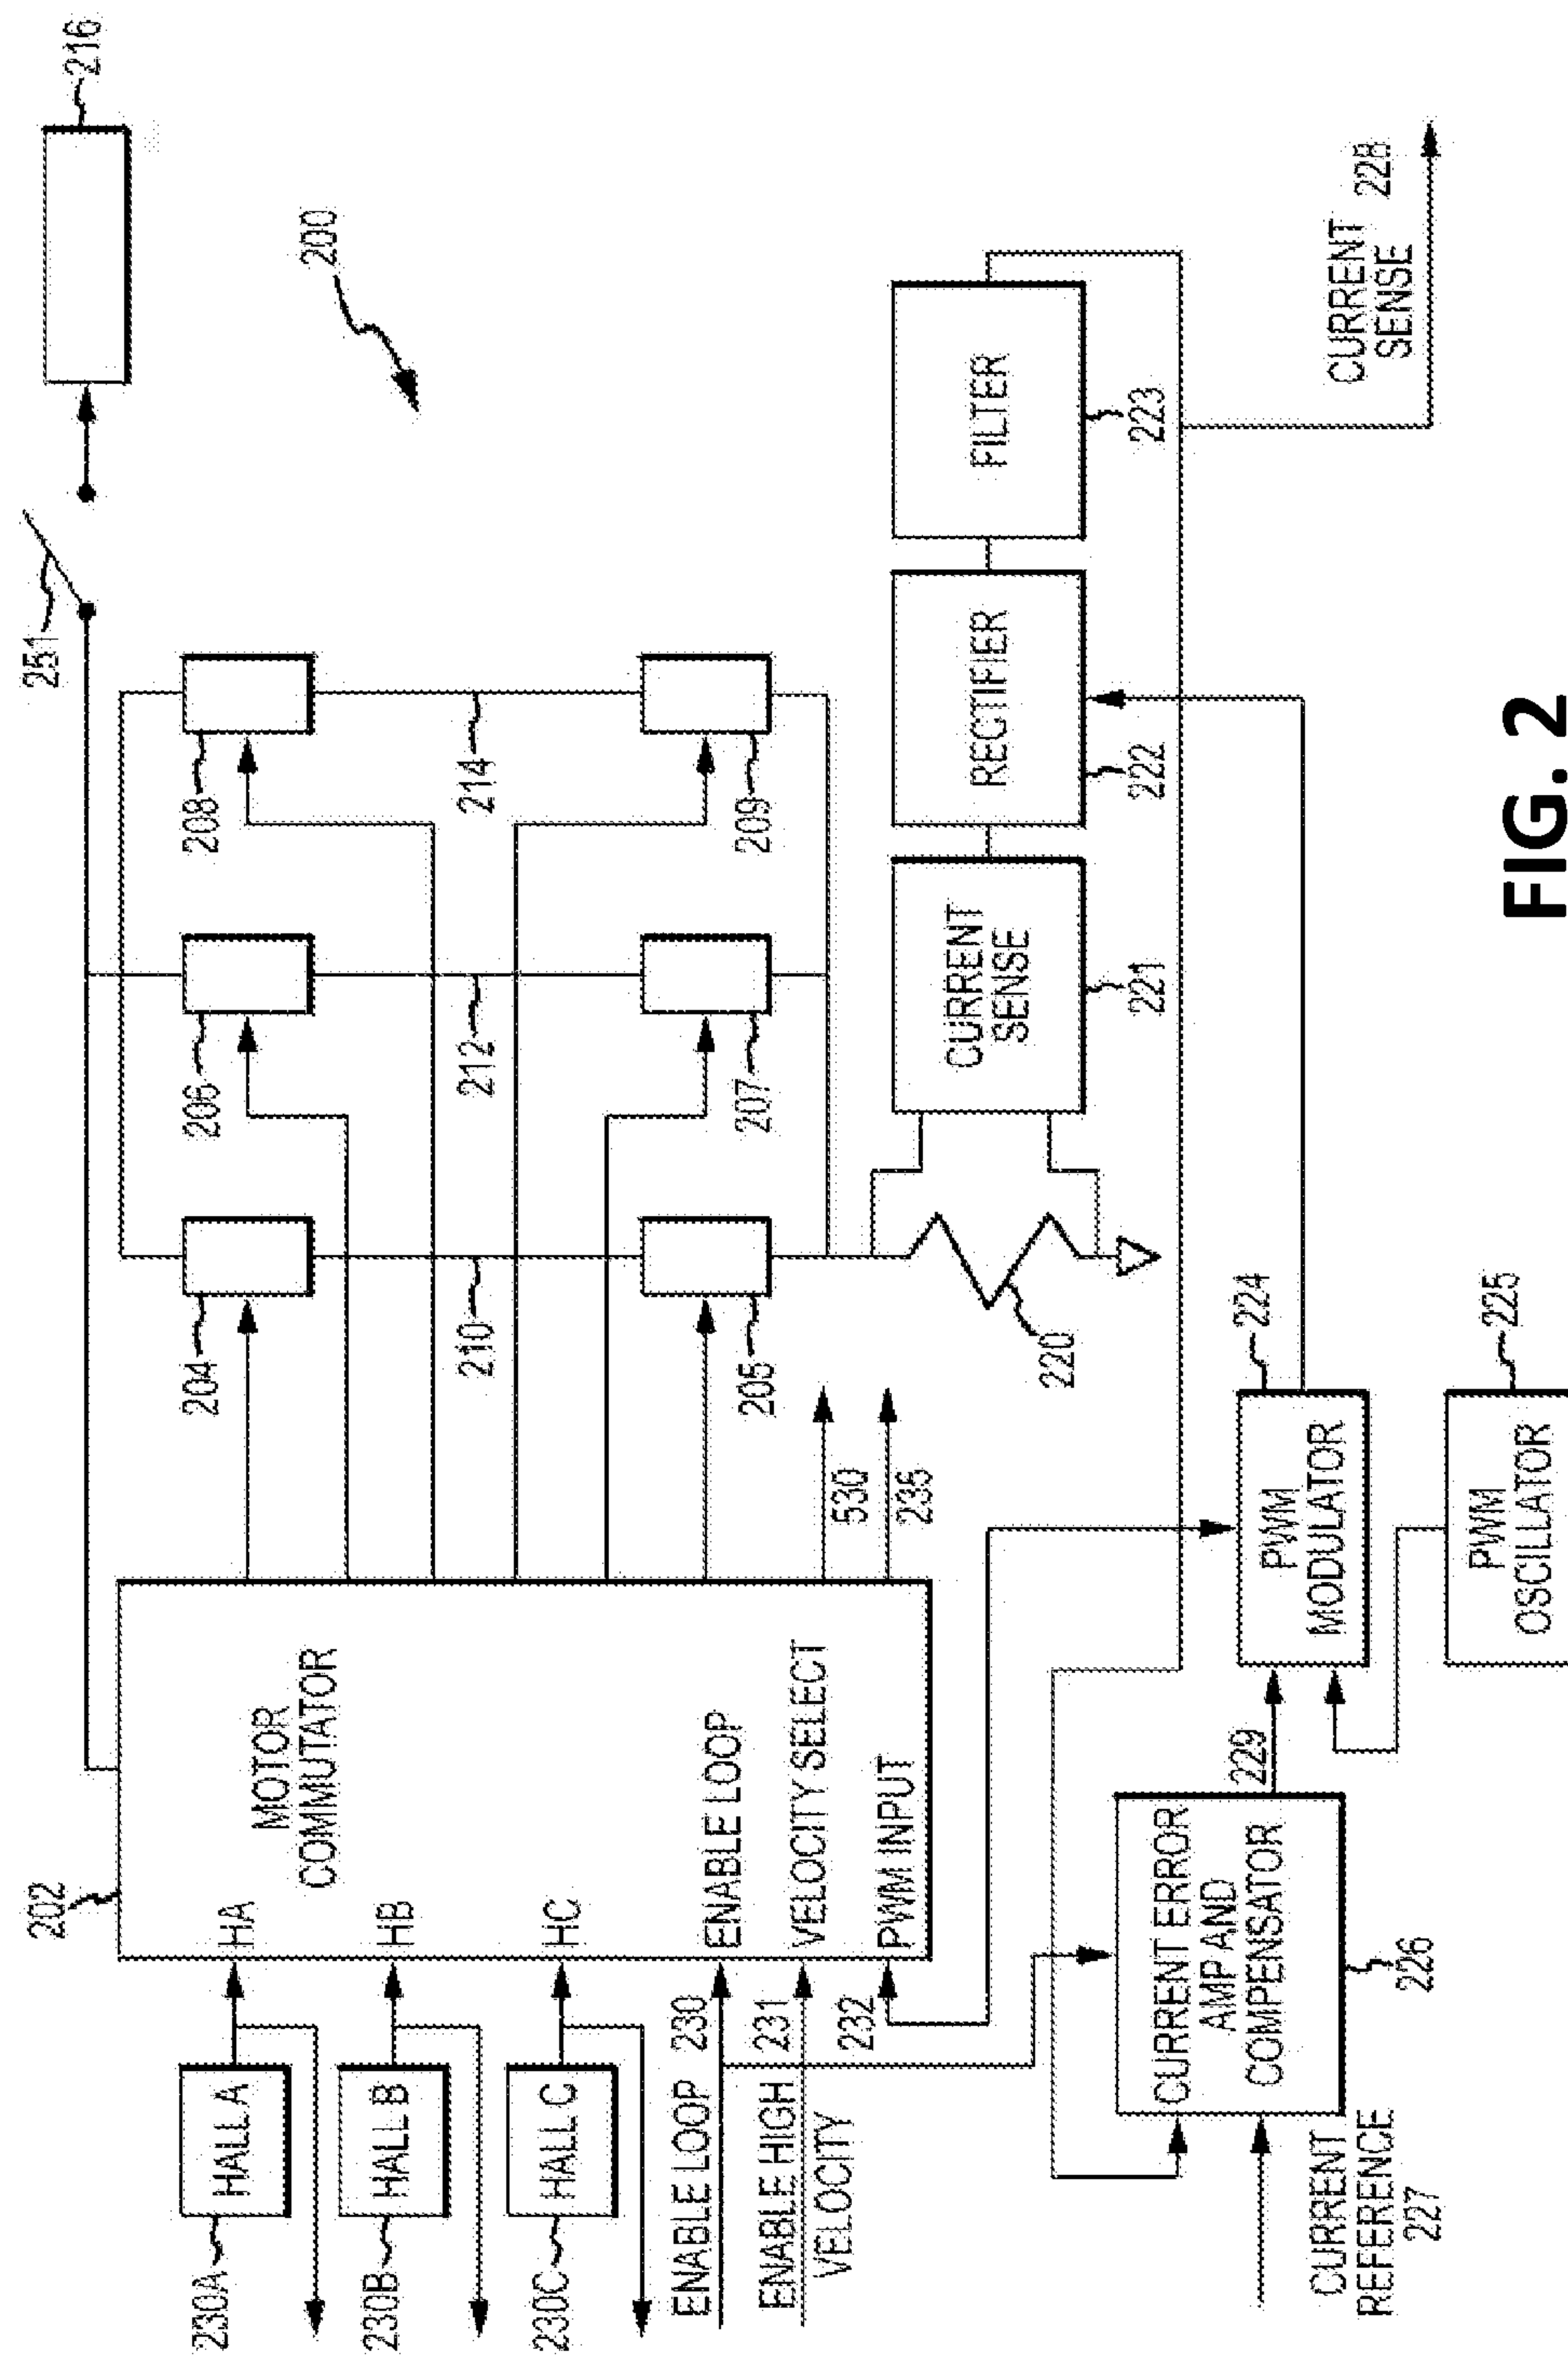 216
251
200
208
206
204
214
212
210
209
207
205
202
MOTOR
COMMUTATOR
HA
HB
HC
ENABLE LOOP
VELOCITY SELECT
PWM INPUT
530
235
HALL A
HALL B
HALL C
230A
230B
230C
ENABLE LOOP 230
ENABLE HIGH 231
VELOCITY
232
220
CURRENT
SENSE
221
RECTIFIER
222
FILTER
223
CURRENT
SENSE 228
CURRENT ERROR
AMP AND
COMPENSATOR
226
229
PWM
MODULATOR
224
PWM
OSCILLATOR
225
CURRENT
REFERENCE
227
FIG. 2